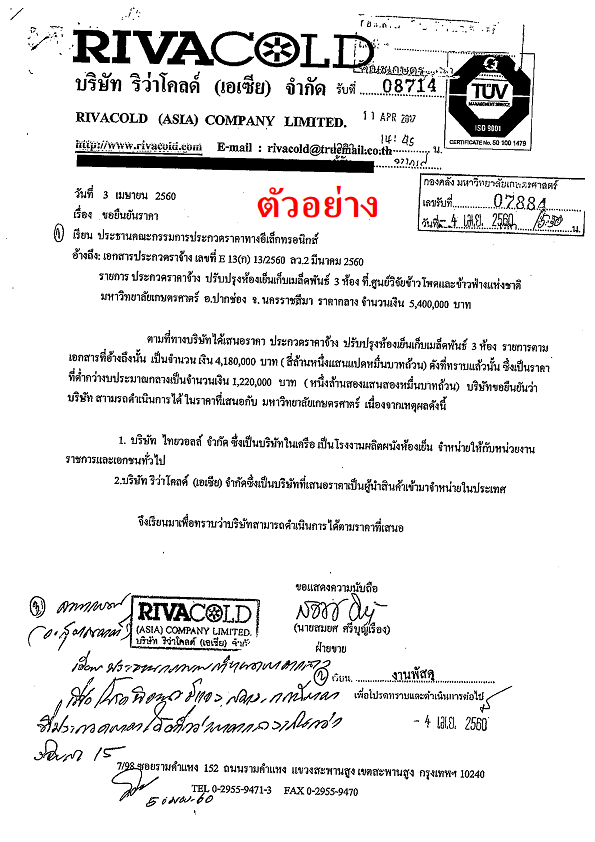 RIVACOLD
บริษัท ริว่าโคลด์ (เอเซีย) จำกัด
รับที่ 08714
RIVACOLD (ASIA) COMPANY LIMITED.
11 APR 2017
http://www.rivacold.com E-mail : rivacold@truemail.co.th
14:45 น.
TÜV
MANAGEMENT SERVICE
ISO 9001
CERTIFICATE No. 50 100 1479
กองคลัง มหาวิทยาลัยเกษตรศาสตร์
เลขรับที่ 07884
วันที่ - 4 เม.ย. 2560 น.
ตัวอย่าง
วันที่ 3 เมษายน 2560
เรื่อง ขอยืนยันราคา
1 เรียน ประธานคณะกรรมการประกวดราคาทางอีเล็กทรอนิกส์
อ้างถึง: เอกสารประกวดราคาจ้าง เลขที่ E 13(ก) 13/2560 ลว.2 มีนาคม 2560
รายการ ประกวดราคาจ้าง ปรับปรุงห้องเย็นเก็บเมล็ดพันธ์ 3 ห้อง ที่.ศูนย์วิจัยข้าวโพดและข้าวฟ่างแห่งชาติ
มหาวิทยาลัยเกษตรศาตร์ อ.ปากช่อง จ. นครราชสีมา ราคากลาง จำนวนเงิน 5,400,000 บาท
ตามที่ทางบริษัทได้เสนอราคา ประกวดราคาจ้าง ปรับปรุงห้องเย็นเก็บเมล็ดพันธ์ 3 ห้อง รายการตาม
เอกสารที่อ้างถึงนั้น เป็นจำนวน เงิน 4,180,000 บาท ( สี่ล้านหนึ่งแสนแปดหมื่นบาทถ้วน) ดังที่ทราบแล้วนั้น ซึ่งเป็นราคา
ที่ต่ำกว่างบประมาณกลางเป็นจำนวนเงิน 1,220,000 บาท ( หนึ่งล้านสองแสนสองหมื่นบาทถ้วน) บริษัทขอยืนยันว่า
บริษัท สามรถดำเนินการได้ ในราคาที่เสนอกับ มหาวิทยาลัยเกษตรศาตร์ เนื่องจากเหตุผลดังนี้
1. บริษัท ไทยวอลล์ จำกัด ซึ่งเป็นบริษัทในเครือ เป็นโรงงานผลิตผนังห้องเย็น จำหน่ายให้กับหน่วยงาน
ราชการและเอกชนทั่วไป
2.บริษัท ริว่าโคลด์ (เอเซีย) จำกัดซึ่งเป็นบริษัทที่เสนอราคาเป็นผู้นำสินค้าเข้ามาจำหน่ายในประเทศ
จึงเรียนมาเพื่อทราบว่าบริษัทสามารถดำเนินการได้ตามราคาที่เสนอ
ขอแสดงความนับถือ
RIVACOLD
(ASIA) COMPANY LIMITED.
บริษัท ริว่าโคลด์ (เอเซีย) จำกัด
(นายสมยศ ศรีบุญเรือง)
ฝ่ายขาย
2 เรียน. งานพัสดุ
เพื่อโปรดทราบและดำเนินการต่อไป
- 4 เม.ย. 2560
7/98 ซอยรามคำแหง 152 ถนนรามคำแหง แขวงสะพานสูง เขตสะพานสูง กรุงเทพฯ 10240
TEL 0-2955-9471-3 FAX 0-2955-9470